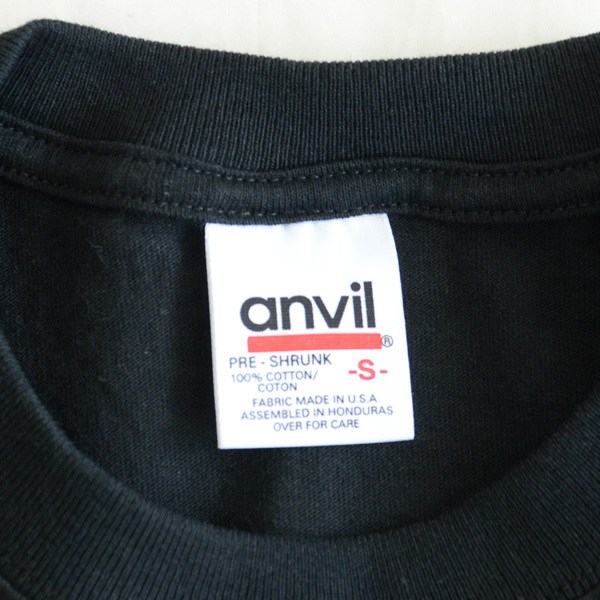 anvil®
PRE - SHRUNK -S-
100% COTTON/
COTON
FABRIC MADE IN U.S.A.
ASSEMBLED IN HONDURAS
OVER FOR CARE